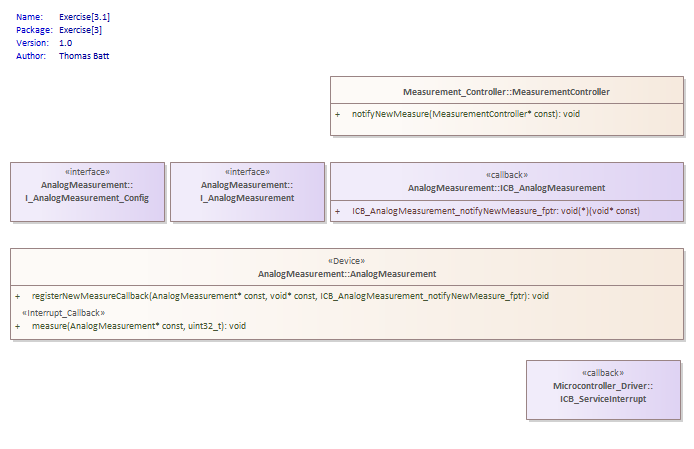 Name: Exercise[3.1]
Package: Exercise[3]
Version: 1.0
Author: Thomas Batt
Measurement_Controller::MeasurementController
+ notifyNewMeasure(MeasurementController* const): void
«interface»
AnalogMeasurement::
I_AnalogMeasurement_Config
«interface»
AnalogMeasurement::
I_AnalogMeasurement
«callback»
AnalogMeasurement::ICB_AnalogMeasurement
+ ICB_AnalogMeasurement_notifyNewMeasure_fptr: void(*)(void* const)
«Device»
AnalogMeasurement::AnalogMeasurement
+ registerNewMeasureCallback(AnalogMeasurement* const, void* const, ICB_AnalogMeasurement_notifyNewMeasure_fptr): void
«Interrupt_Callback»
+ measure(AnalogMeasurement* const, uint32_t): void
«callback»
Microcontroller_Driver::
ICB_ServiceInterrupt